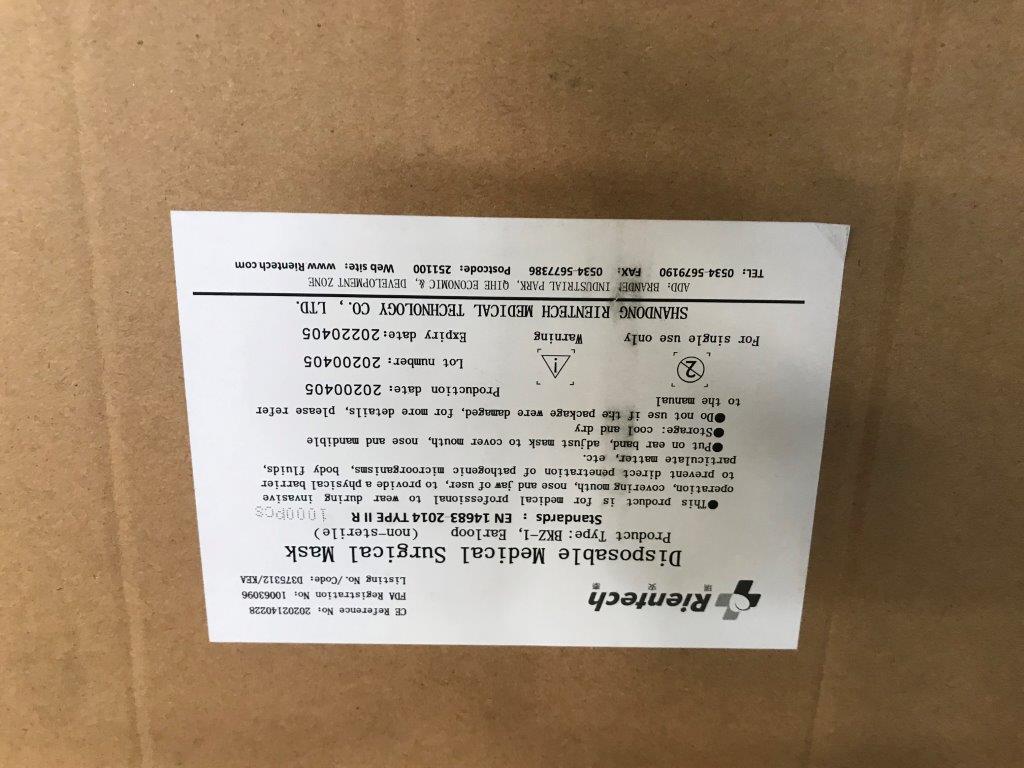 Rientech
瑞 安 泰
CE Reference No: 20202140228
FDA Registration No: 10063096
Listing No./Code: D375312/KEA
Disposable Medical Surgical Mask
Product Type: BKZ-1, Earloop (non-sterile)
Standards: EN 14683-2014 TYPE II R 1000PCS
●This product is for medical professional to wear during invasive
operation, covering mouth, nose and jaw of user, to provide a physical barrier
to prevent direct penetration of pathogenic microorganisms, body fluids,
particulate matter, etc.
●Put on ear band, adjust mask to cover mouth, nose and mandible
●Storage: cool and dry
●Do not use if the package were damaged, for more details, please refer
to the manual
Production date: 20200405
Lot number: 20200405
Expiry date: 20220405
2
i
For single use only
Warning
SHANDONG RIENTECH MEDICAL TECHNOLOGY CO., LTD.
ADD: BRANDE INDUSTRIAL PARK, QIHE ECONOMIC & DEVELOPMENT ZONE
TEL: 0534-5679190 FAX: 0534-5677386 Postcode: 251100 Web site: www.Rientech.com